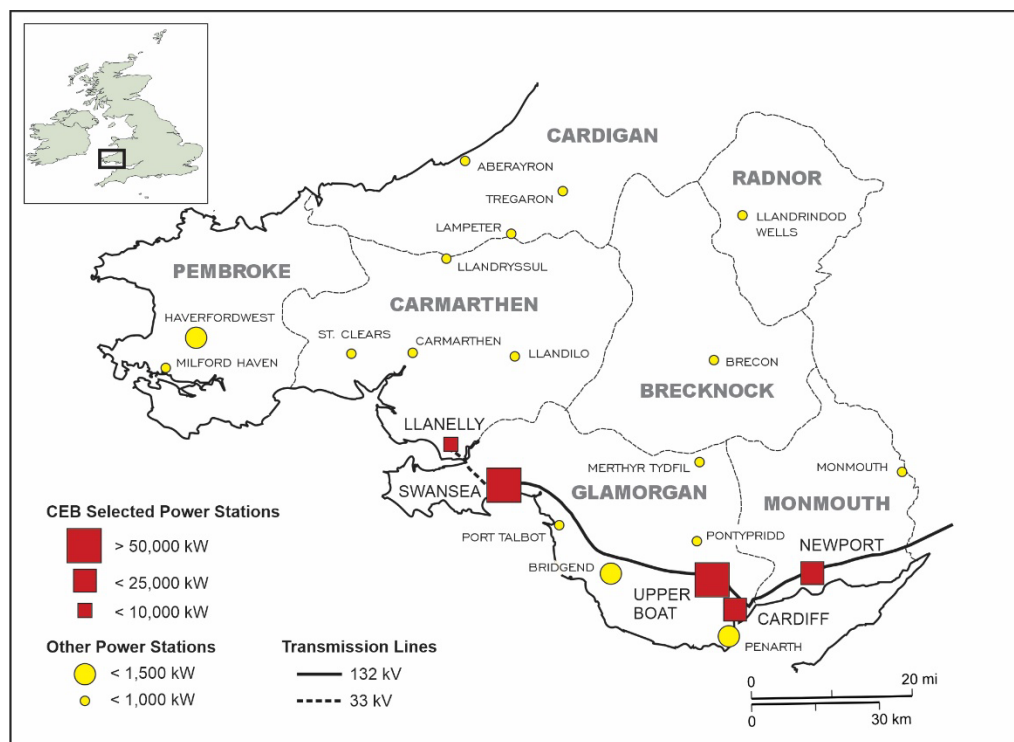 CARDIGAN
ABERAYRON
RADNOR
TREGARON
LLANDRINDOD
WELLS
LAMPETER
LLANDRYSSUL
PEMBROKE
CARMARTHEN
HAVERFORDWEST
ST. CLEARS
CARMARTHEN
LLANDILO
MILFORD HAVEN
BRECON
BRECKNOCK
LLANELLY
MERTHYR TYDFIL
MONMOUTH
SWANSEA
GLAMORGAN
MONMOUTH
PORT TALBOT
PONTYPRIDD
NEWPORT
BRIDGEND
UPPER
BOAT
CARDIFF
PENARTH
CEB Selected Power Stations
> 50,000 kW
< 25,000 kW
< 10,000 kW
Other Power Stations
< 1,500 kW
< 1,000 kW
Transmission Lines
132 kV
33 kV
0 20 mi
0 30 km